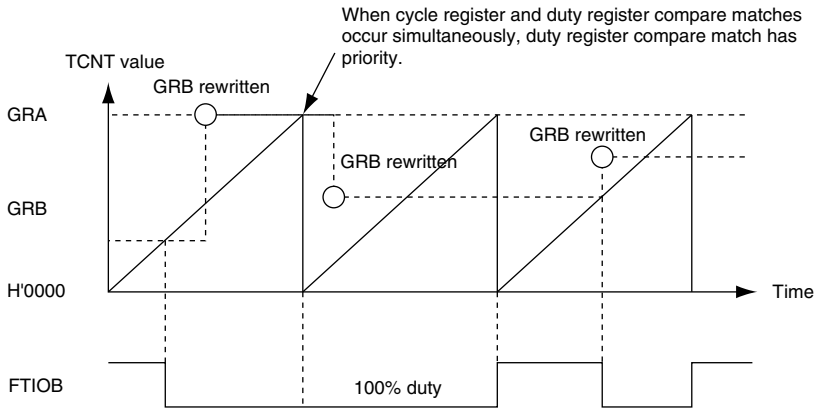 When cycle register and duty register compare matches
occur simultaneously, duty register compare match has
priority.
TCNT value
GRB rewritten
GRA
GRB rewritten
GRB rewritten
GRB
H'0000
Time
FTIOB
100% duty